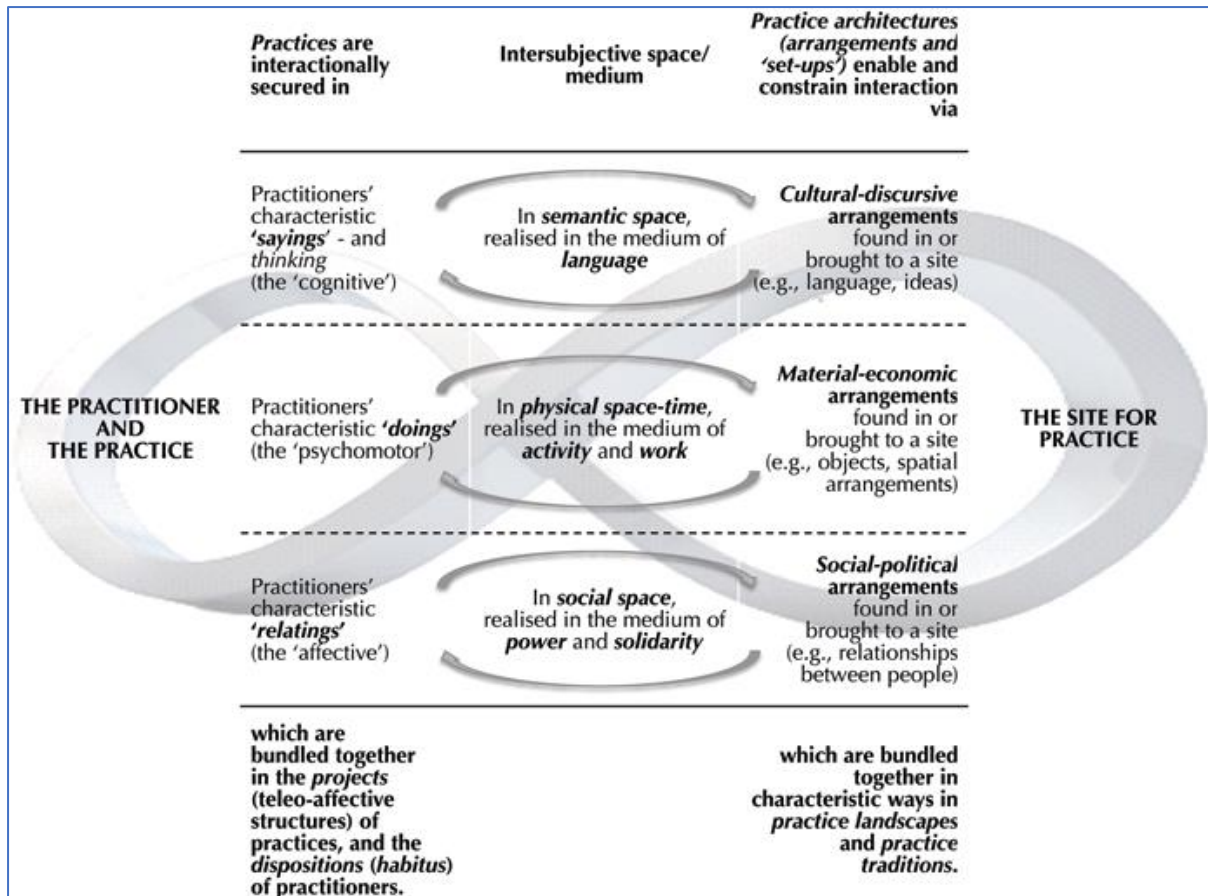 Practices are
interactionally
secured in
Intersubjective space/
medium
Practice architectures
(arrangements and
‘set-ups’) enable and
constrain interaction
via
Practitioners’
characteristic
‘sayings’ - and
thinking
(the ‘cognitive’)
In semantic space,
realised in the medium of
language
Cultural-discursive
arrangements
found in or
brought to a site
(e.g., language, ideas)
THE PRACTITIONER
AND
THE PRACTICE
Practitioners’
characteristic ‘doings’
(the ‘psychomotor’)
In physical space-time,
realised in the medium of
activity and work
Material-economic
arrangements
found in or
brought to a site
(e.g., objects, spatial
arrangements)
THE SITE FOR
PRACTICE
Practitioners’
characteristic
‘relatings’
(the ‘affective’)
In social space,
realised in the medium of
power and solidarity
Social-political
arrangements
found in or
brought to a site
(e.g., relationships
between people)
which are
bundled together
in the projects
(teleo-affective
structures) of
practices, and the
dispositions (habitus)
of practitioners.
which are bundled
together in
characteristic ways in
practice landscapes
and practice
traditions.